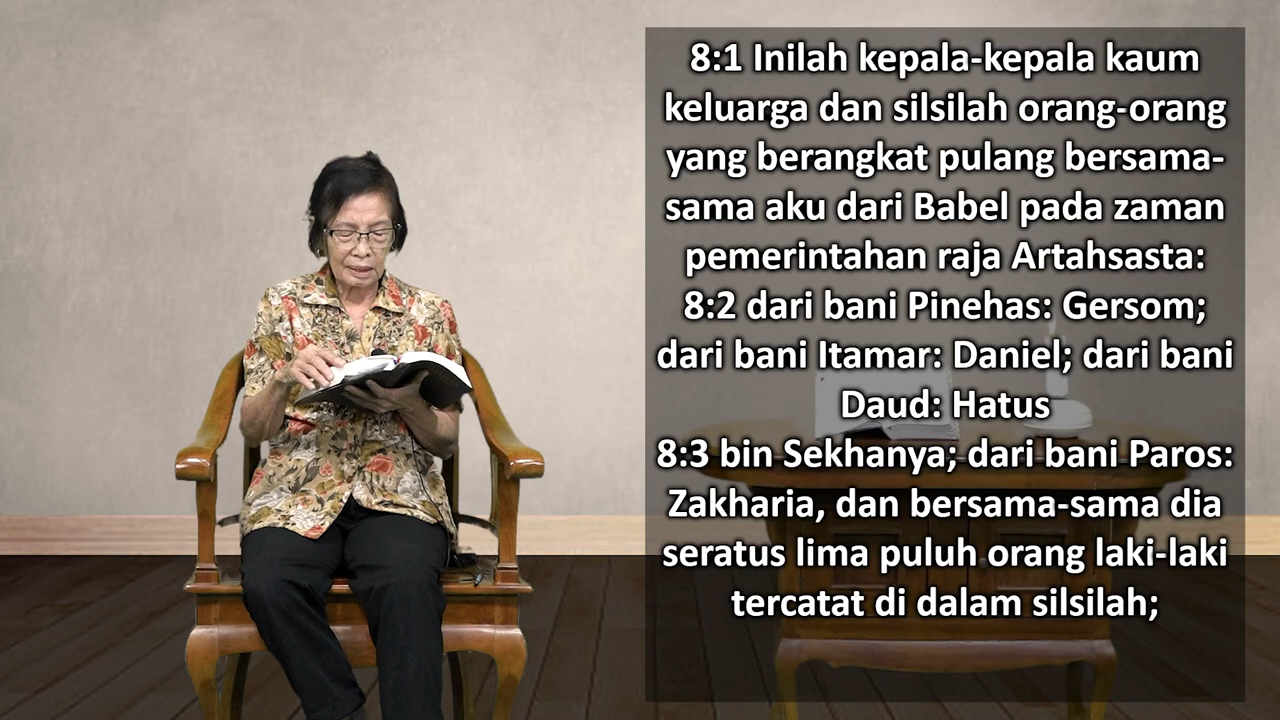 8:1 Inilah kepala-kepala kaum
keluarga dan silsilah orang-orang
yang berangkat pulang bersama-
sama aku dari Babel pada zaman
pemerintahan raja Artahsasta:
8:2 dari bani Pinehas: Gersom;
dari bani Itamar: Daniel; dari bani
Daud: Hatus
8:3 bin Sekhanya; dari bani Paros:
Zakharia, dan bersama-sama dia
seratus lima puluh orang laki-laki
tercatat di dalam silsilah;